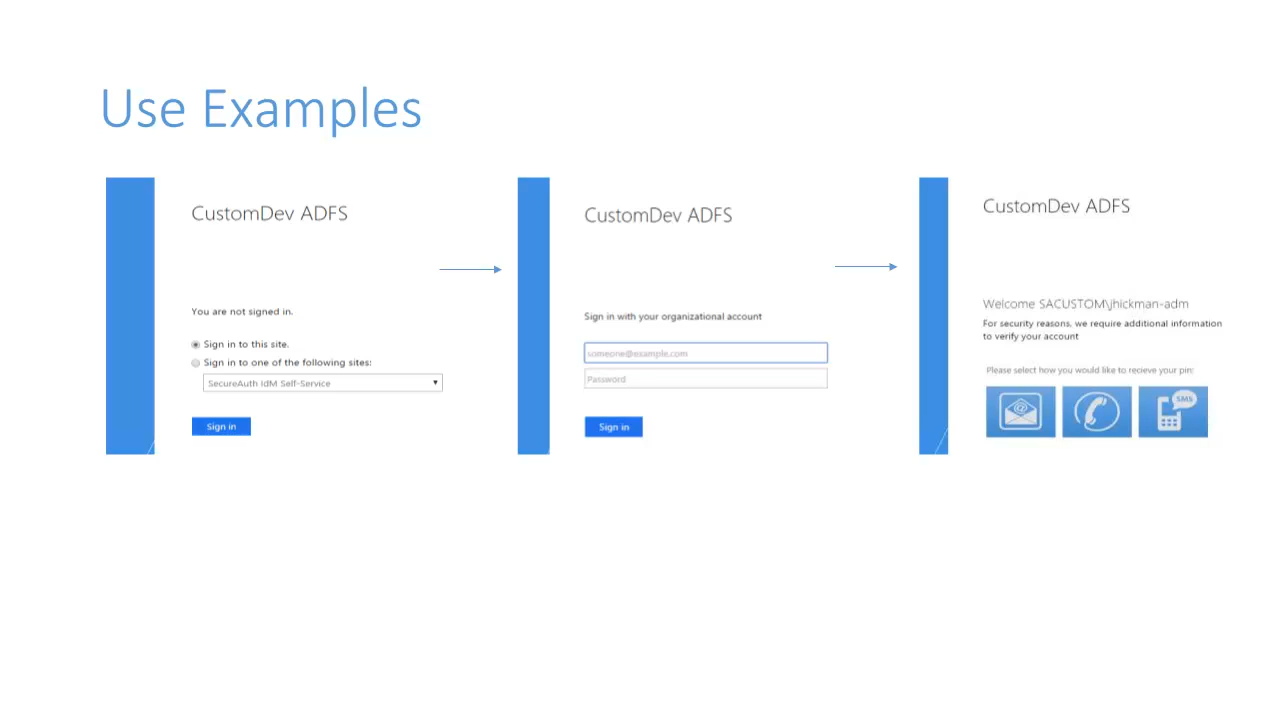 Use Examples
CustomDev ADFS
You are not signed in.
Sign in to this site.
Sign in to one of the following sites:
SecureAuth IdM Self-Service
Sign in
CustomDev ADFS
Sign in with your organizational account
someone@example.com
Password
Sign in
CustomDev ADFS
Welcome SACUSTOM\jhickman-adm
For security reasons, we require additional information
to verify your account
Please select how you would like to recieve your pin:
@
SMS